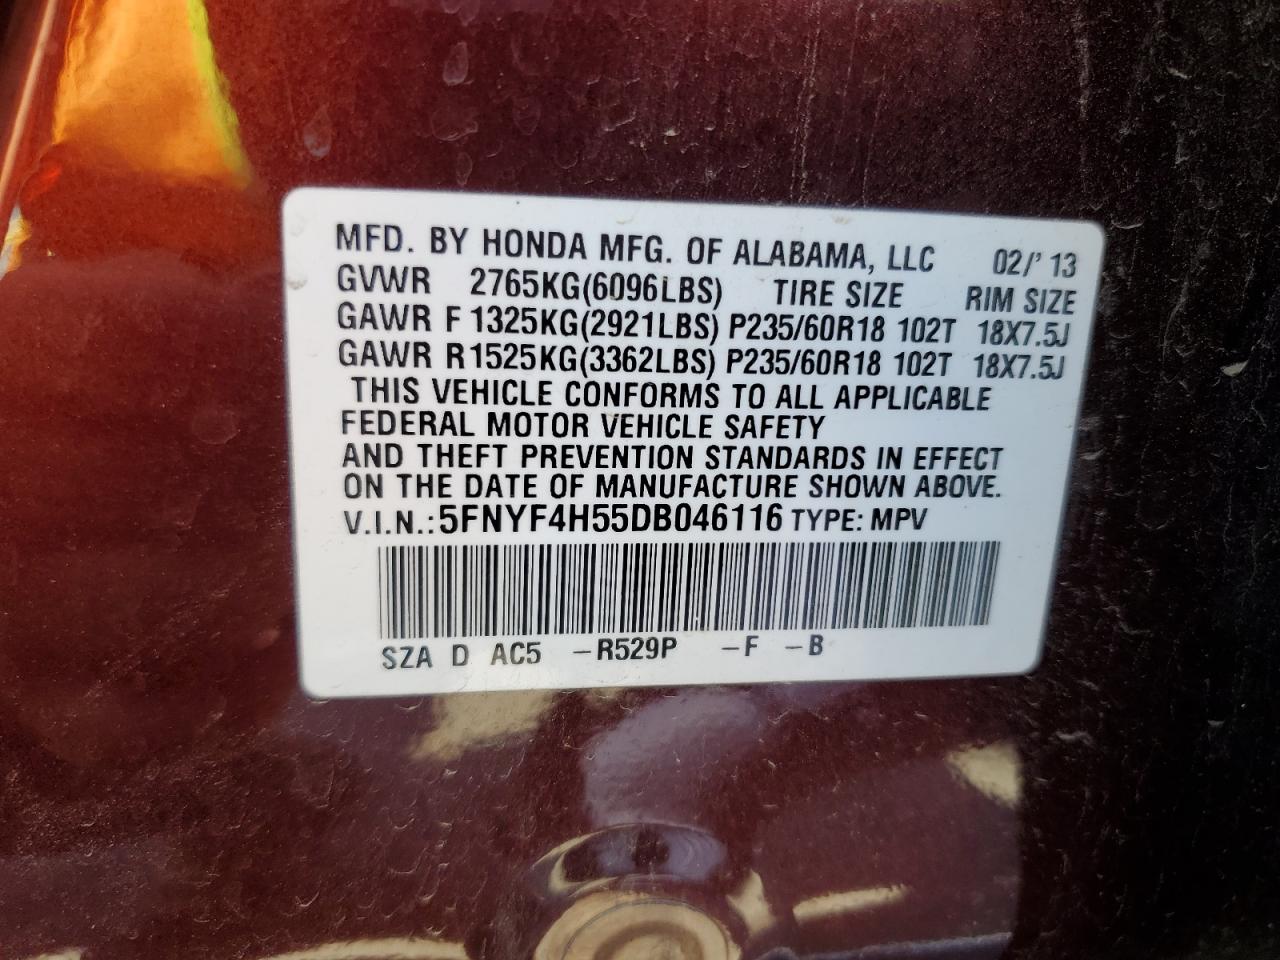 MFD. BY HONDA MFG. OF ALABAMA, LLC 02/'13
GVWR 2765KG(6096LBS) TIRE SIZE RIM SIZE
GAWR F 1325KG(2921LBS) P235/60R18 102T 18X7.5J
GAWR R1525KG(3362LBS) P235/60R18 102T 18X7.5J
THIS VEHICLE CONFORMS TO ALL APPLICABLE
FEDERAL MOTOR VEHICLE SAFETY
AND THEFT PREVENTION STANDARDS IN EFFECT
ON THE DATE OF MANUFACTURE SHOWN ABOVE.
V.I.N.: 5FNYF4H55DB046116 TYPE: MPV
SZA D AC5 -R529P -F -B